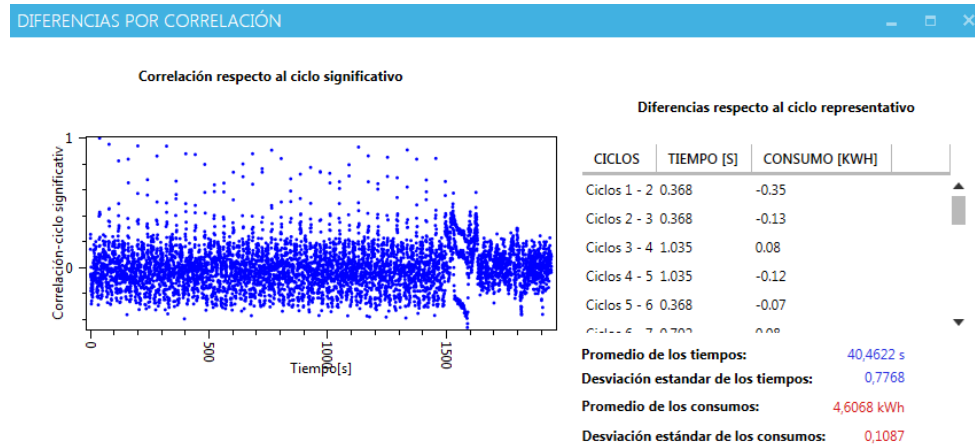 DIFERENCIAS POR CORRELACIÓN
Correlación respecto al ciclo significativo
Correlación-ciclo significativ
1
0
0
500
1000
1500
Tiempo[s]
Diferencias respecto al ciclo representativo
CICLOS TIEMPO [S] CONSUMO [KWH]
Ciclos 1 - 2 0.368 -0.35
Ciclos 2 - 3 0.368 -0.13
Ciclos 3 - 4 1.035 0.08
Ciclos 4 - 5 1.035 -0.12
Ciclos 5 - 6 0.368 -0.07
Promedio de los tiempos: 40,4622 s
Desviación estandar de los tiempos: 0,7768
Promedio de los consumos: 4,6068 kWh
Desviación estándar de los consumos: 0,1087